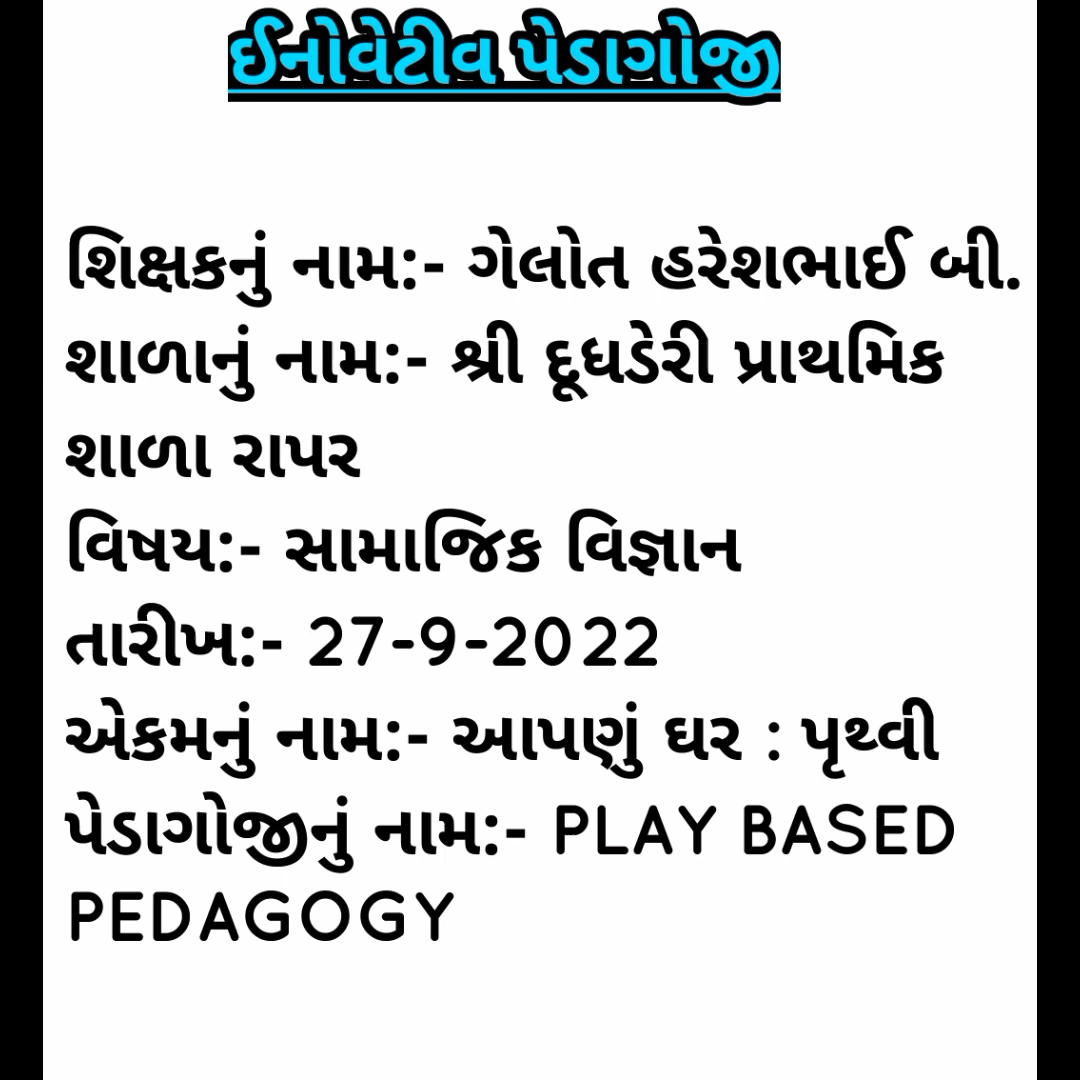 ઈનોવેટીવ પેડાગોજી
શિક્ષકનું નામ:- ગેલોત હરેશભાઈ બી.
શાળાનું નામ:- શ્રી દૂધડેરી પ્રાથમિક
શાળા રાપર
વિષય:- સામાજિક વિજ્ઞાન
તારીખ:- 27-9-2022
એકમનું નામ:- આપણું ઘર : પૃથ્વી
પેડાગોજીનું નામ:- PLAY BASED
PEDAGOGY